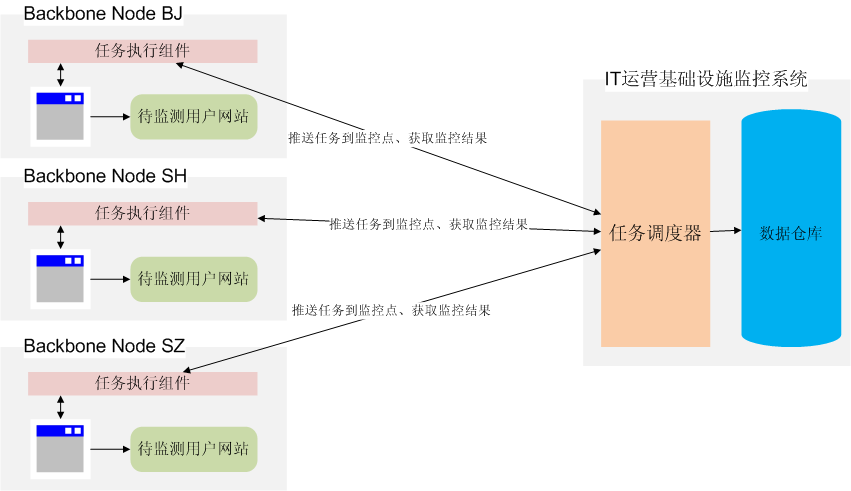 Backbone Node BJ
任务执行组件
待监测用户网站
推送任务到监控点、获取监控结果
Backbone Node SH
任务执行组件
待监测用户网站
推送任务到监控点、获取监控结果
Backbone Node SZ
任务执行组件
待监测用户网站
推送任务到监控点、获取监控结果
IT运营基础设施监控系统
任务调度器
数据仓库